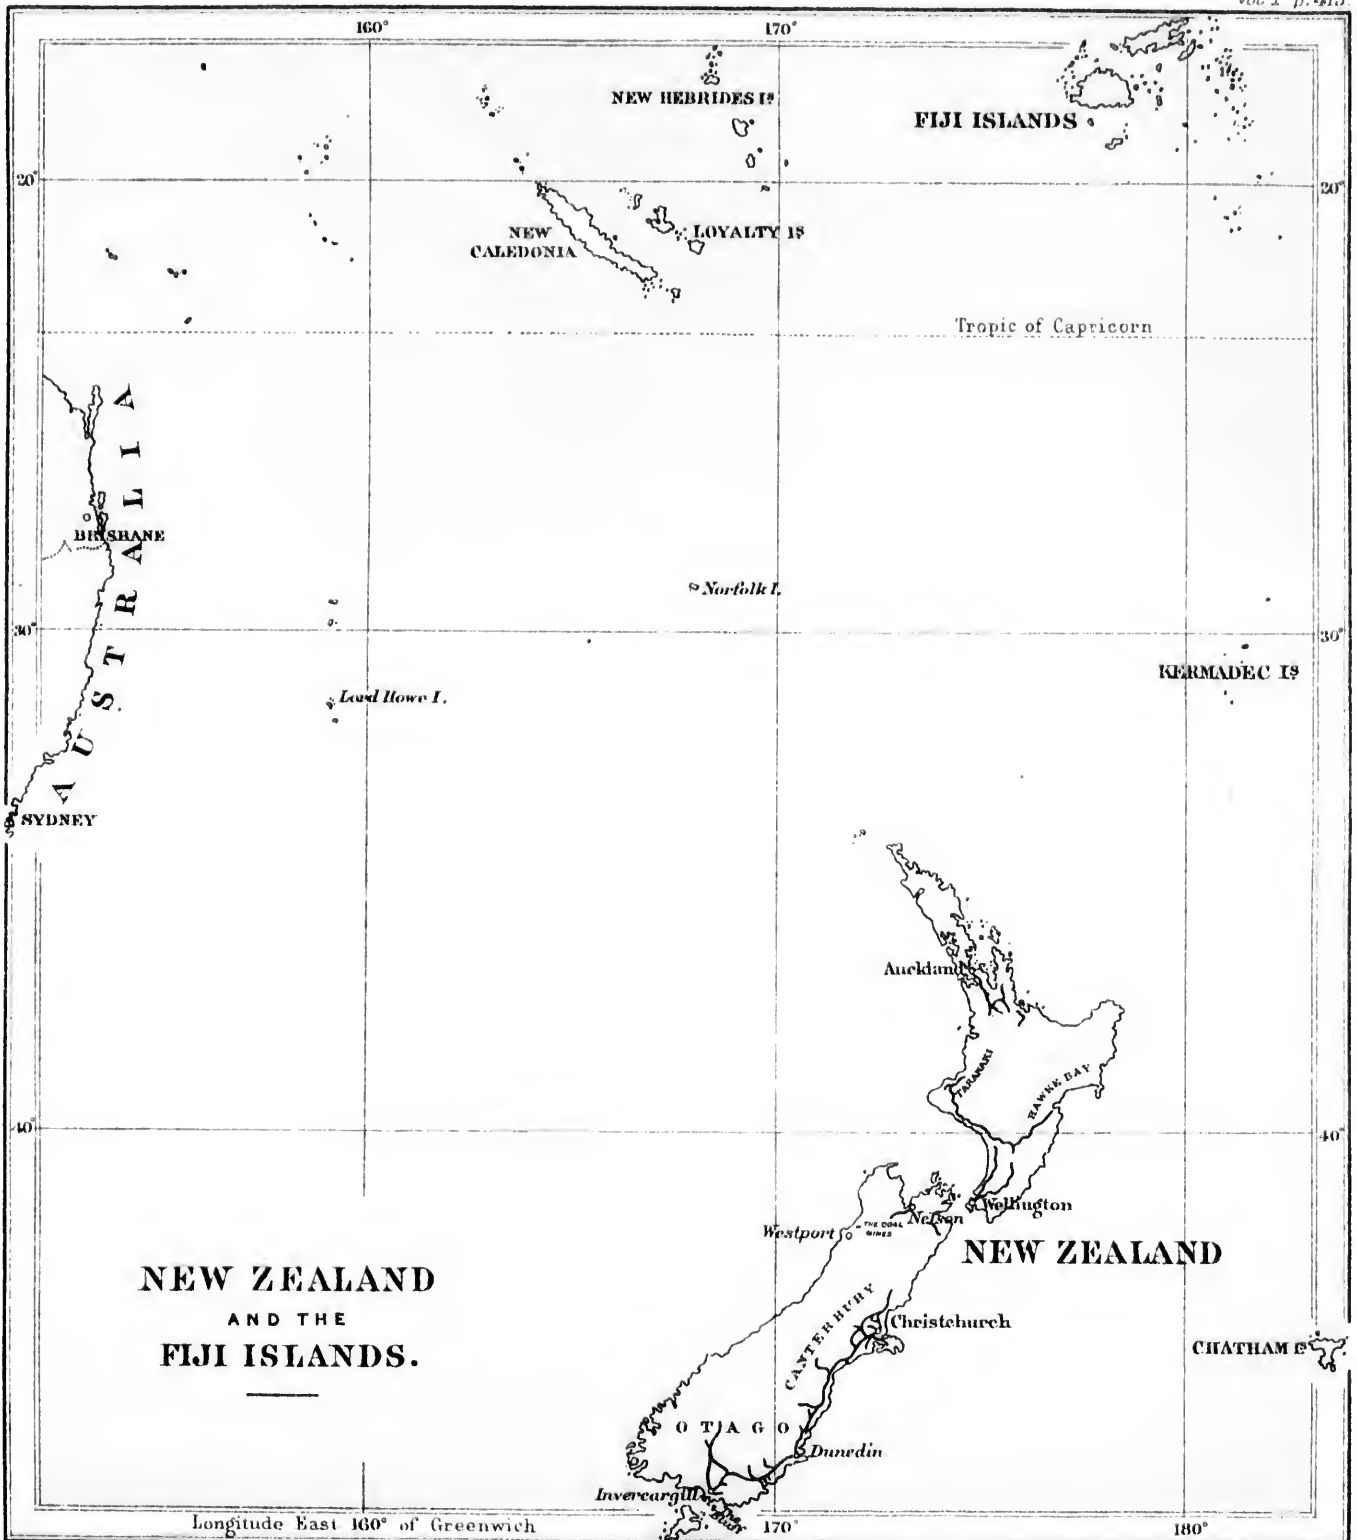 Vol I p. 413.
160°
170°
NEW HEBRIDES Is
FIJI ISLANDS
20°
20°
NEW
CALEDONIA
LOYALTY Is
Tropic of Capricorn
AUSTRALIA
BRISBANE
Norfolk I.
30°
30°
KERMADEC Is
Lord Howe I.
SYDNEY
Auckland
TARANAKI
HAWKE BAY
40°
40°
Wellington
Nelson
Westport
THE COAL
MINES
NEW ZEALAND
NEW ZEALAND
AND THE
FIJI ISLANDS.
CANTERBURY
Christchurch
CHATHAM Is
OTAGO
Dunedin
Invercargill
Bluff
Longitude East 160° of Greenwich
170°
180°